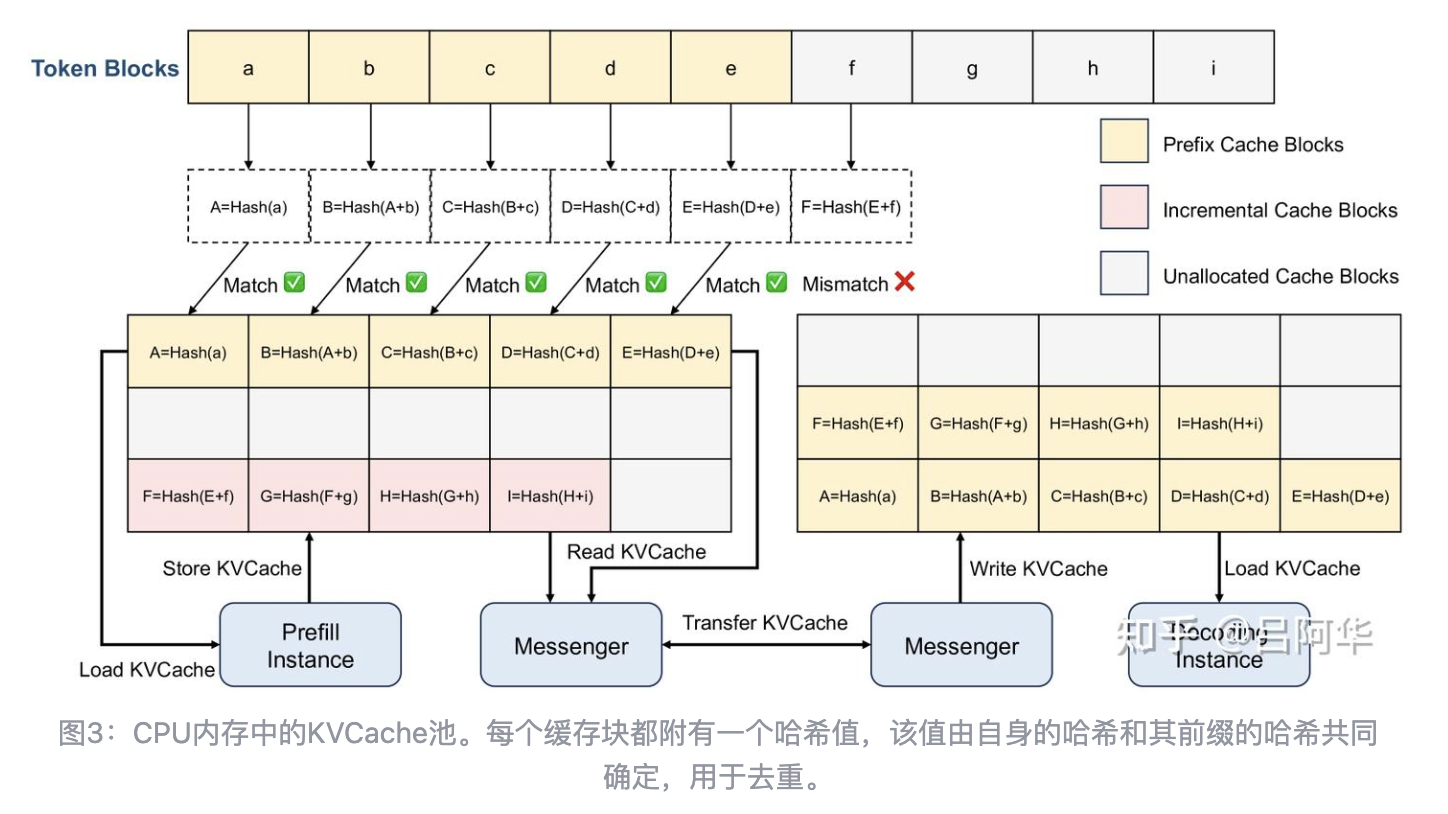 Token Blocks a b c d e f g h i
Prefix Cache Blocks
Incremental Cache Blocks
Unallocated Cache Blocks
A=Hash(a) B=Hash(A+b) C=Hash(B+c) D=Hash(C+d) E=Hash(D+e) F=Hash(E+f)
Match ✅ Match ✅ Match ✅ Match ✅ Match ✅ Mismatch ❌
A=Hash(a) B=Hash(A+b) C=Hash(B+c) D=Hash(C+d) E=Hash(D+e)
F=Hash(E+f) G=Hash(F+g) H=Hash(G+h) I=Hash(H+i)
F=Hash(E+f) G=Hash(F+g) H=Hash(G+h) I=Hash(H+i)
A=Hash(a) B=Hash(A+b) C=Hash(B+c) D=Hash(C+d) E=Hash(D+e)
Store KVCache
Read KVCache
Write KVCache
Load KVCache
Load KVCache
Prefill
Instance
Messenger
Transfer KVCache
Messenger
Decoding
Instance
知乎 @吕阿华
图3：CPU内存中的KVCache池。每个缓存块都附有一个哈希值，该值由自身的哈希和其前缀的哈希共同
确定，用于去重。